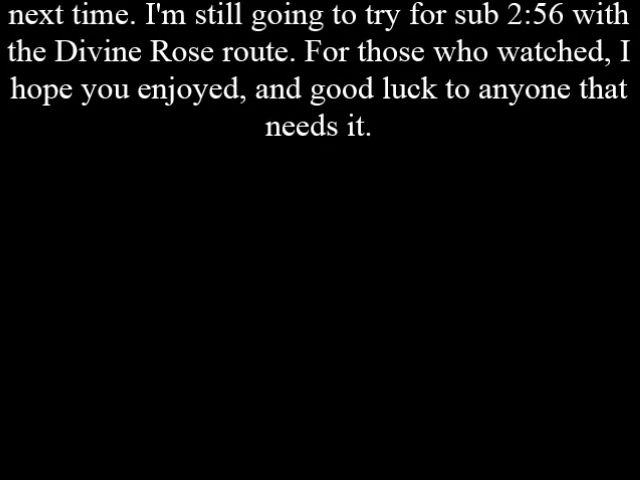 next time. I'm still going to try for sub 2:56 with
the Divine Rose route. For those who watched, I
hope you enjoyed, and good luck to anyone that
needs it.